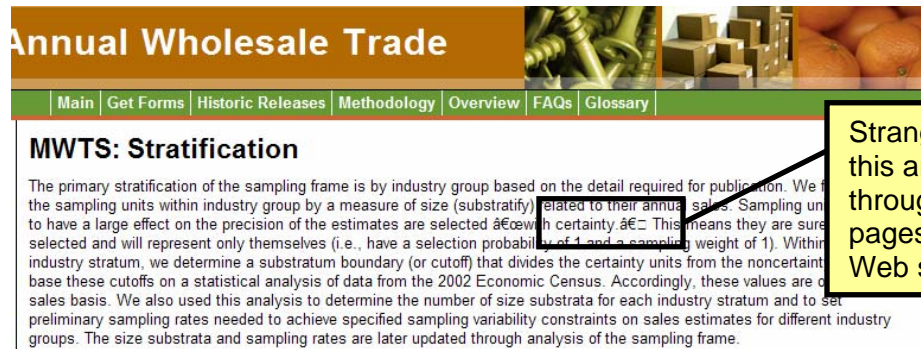 Annual Wholesale Trade
Main | Get Forms | Historic Releases | Methodology | Overview | FAQs | Glossary
MWTS: Stratification
The primary stratification of the sampling frame is by industry group based on the detail required for publication. We
the sampling units within industry group by a measure of size (substratify) related to their annual sales. Sampling
to have a large effect on the precision of the estimates are selected â€œwith certainty.â€□ This means they are sure
selected and will represent only themselves (i.e., have a selection probability of 1 and a sampling weight of 1). Within
industry stratum, we determine a substratum boundary (or cutoff) that divides the certainty units from the
base these cutoffs on a statistical analysis of data from the 2002 Economic Census. Accordingly, these values are
sales basis. We also used this analysis to determine the number of size substrata for each industry stratum and to set
preliminary sampling rates needed to achieve specified sampling variability constraints on sales estimates for different industry
groups. The size substrata and sampling rates are later updated through analysis of the sampling frame.
this
Web